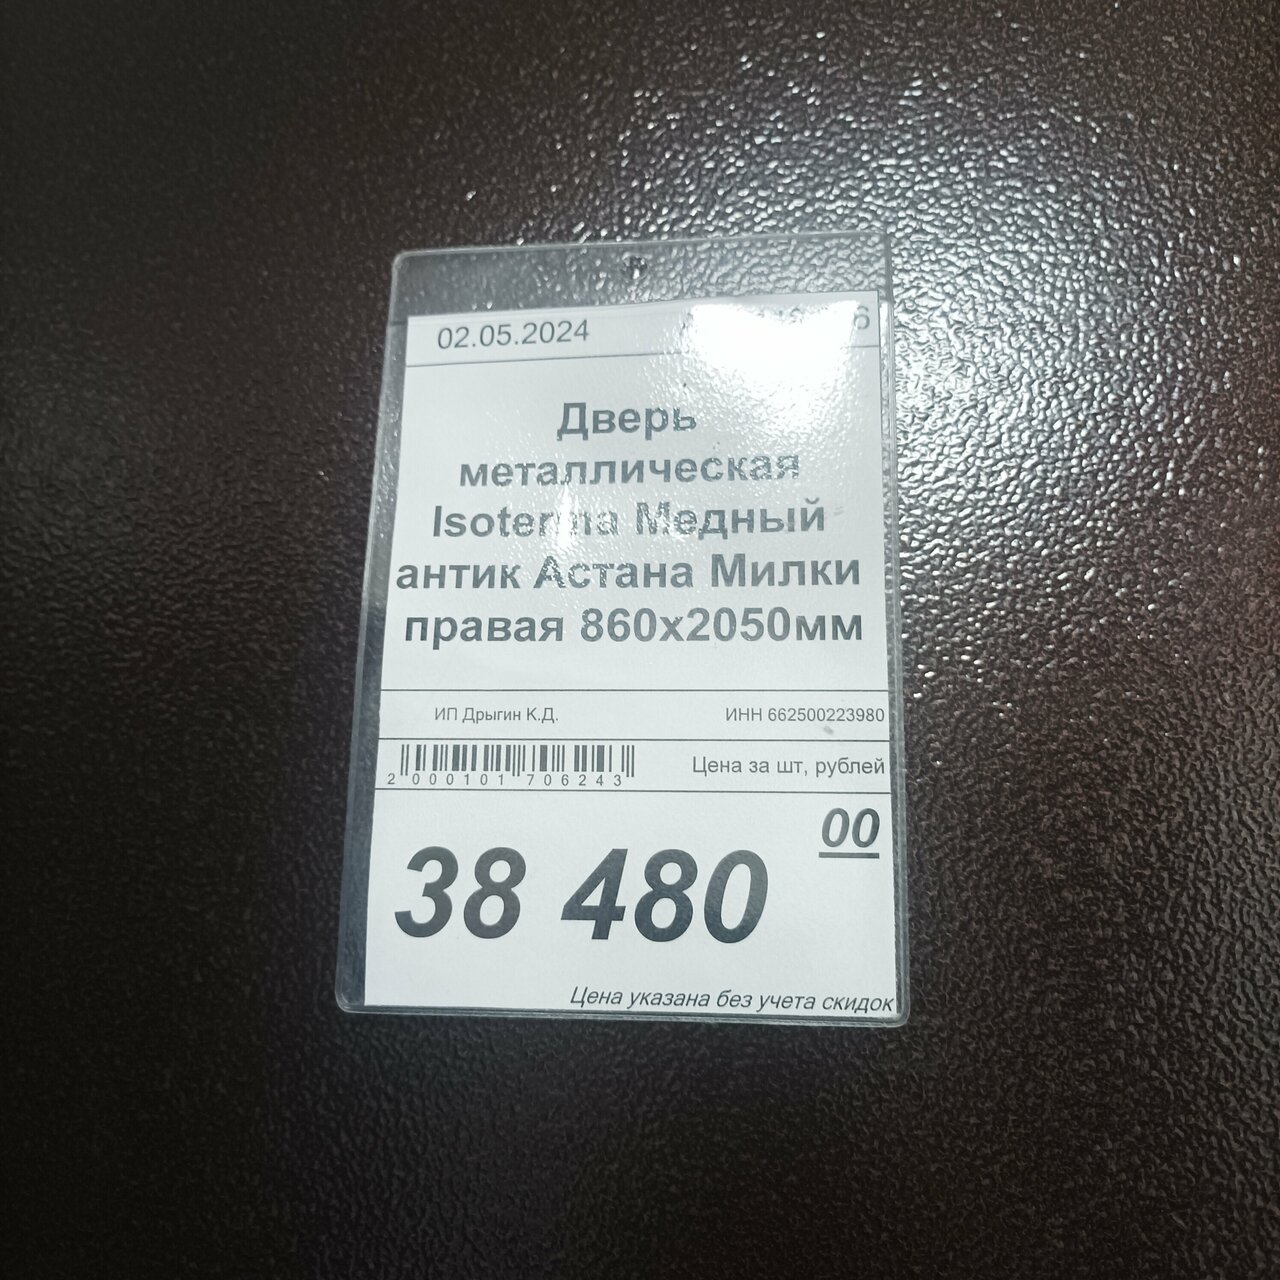 02.05.2024
Дверь
металлическая
Isoterma Медный
антик Астана Милки
правая 860х2050мм
ИП Дрыгин К.Д. ИНН 662500223980
2 000101 706243 Цена за шт, рублей
38 480 00
Цена указана без учета скидок